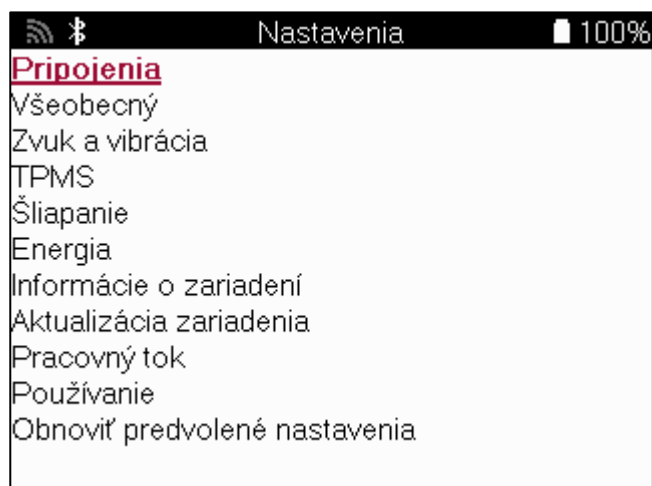 Nastavenia 100%
Pripojenia
Všeobecný
Zvuk a vibrácia
TPMS
Šliapanie
Energia
Informácie o zariadení
Aktualizácia zariadenia
Pracovný tok
Používanie
Obnoviť predvolené nastavenia